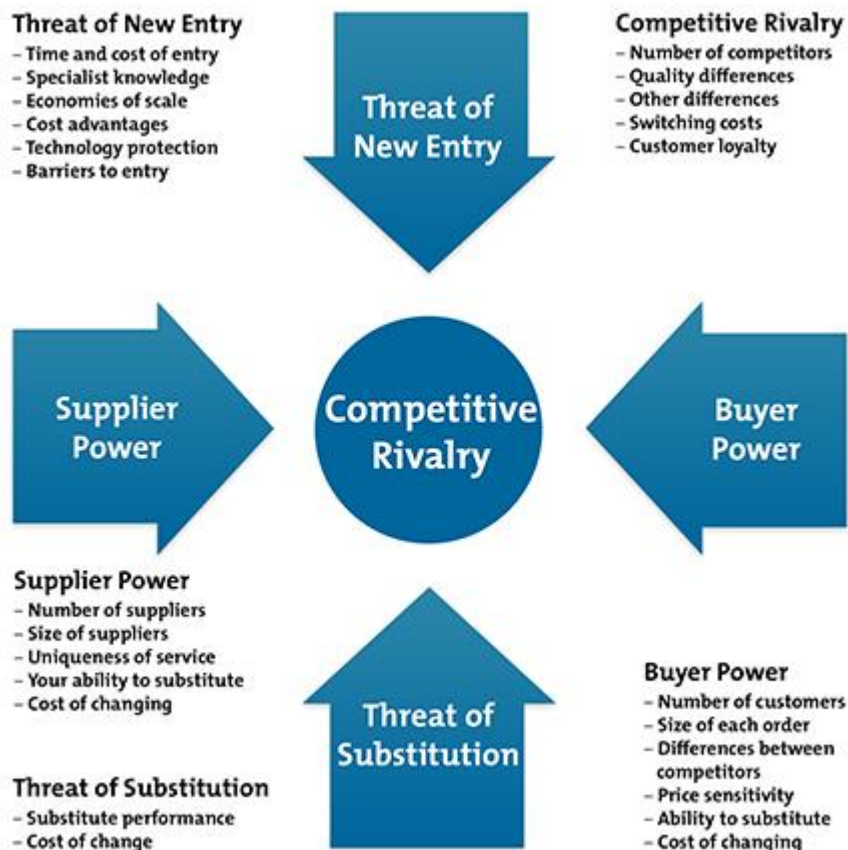 Threat of New Entry
– Time and cost of entry
– Specialist knowledge
– Economies of scale
– Cost advantages
– Technology protection
– Barriers to entry
Threat of
New Entry
Competitive Rivalry
– Number of competitors
– Quality differences
– Other differences
– Switching costs
– Customer loyalty
Supplier
Power
Competitive
Rivalry
Buyer
Power
Supplier Power
– Number of suppliers
– Size of suppliers
– Uniqueness of service
– Your ability to substitute
– Cost of changing
Threat of Substitution
– Substitute performance
– Cost of change
Threat of
Substitution
Buyer Power
– Number of customers
– Size of each order
– Differences between
competitors
– Price sensitivity
– Ability to substitute
– Cost of changing